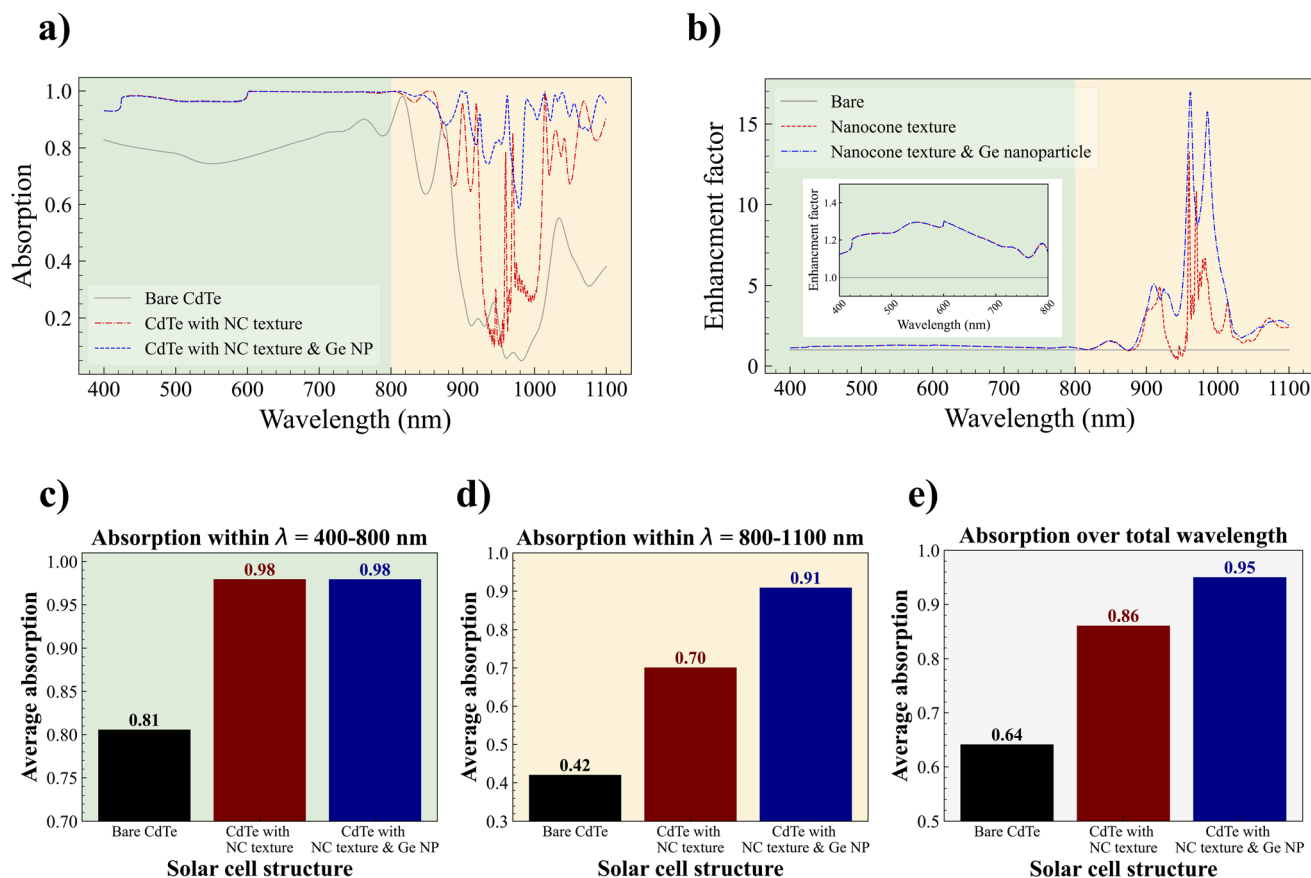 a)
1.0
0.8
0.6
0.4
0.2
Absorption
Bare CdTe
CdTe with NC texture
CdTe with NC texture & Ge NP
400 500 600 700 800 900 1000 1100
Wavelength (nm)
b)
15
10
5
0
Enhancment factor
Bare
Nanocone texture
Nanocone texture & Ge nanoparticle
1.4
1.2
1.0
Enhancment factor
400 500 600 700 800
Wavelength (nm)
400 500 600 700 800 900 1000 1100
Wavelength (nm)
c)
Absorption within λ = 400-800 nm
1.00
0.95
0.90
0.85
0.80
0.75
0.70
Average absorption
0.81
0.98
0.98
Bare CdTe
CdTe with
NC texture
CdTe with
NC texture & Ge NP
Solar cell structure
d)
Absorption within λ = 800-1100 nm
1.0
0.9
0.8
0.7
0.6
0.5
0.4
0.3
Average absorption
0.42
0.70
0.91
Bare CdTe
CdTe with
NC texture
CdTe with
NC texture & Ge NP
Solar cell structure
e)
Absorption over total wavelength
1.0
0.9
0.8
0.7
0.6
0.5
Average absorption
0.64
0.86
0.95
Bare CdTe
CdTe with
NC texture
CdTe with
NC texture & Ge NP
Solar cell structure